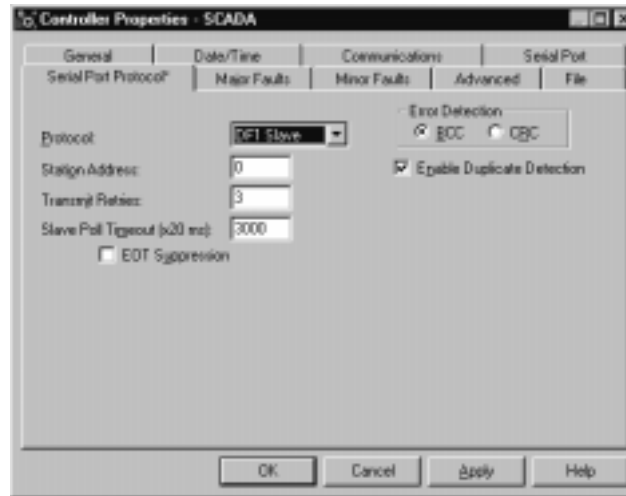 Controller Properties - SCADA
General Date/Time Communications Serial Port
Serial Port Protocol* Major Faults Minor Faults Advanced File
Protocol: DF1 Slave
Error Detection
BCC CRC
Station Address: 0
Enable Duplicate Detection
Transmit Retries: 3
Slave Poll Timeout (x20 ms): 3000
EOT Suppression
OK Cancel Apply Help